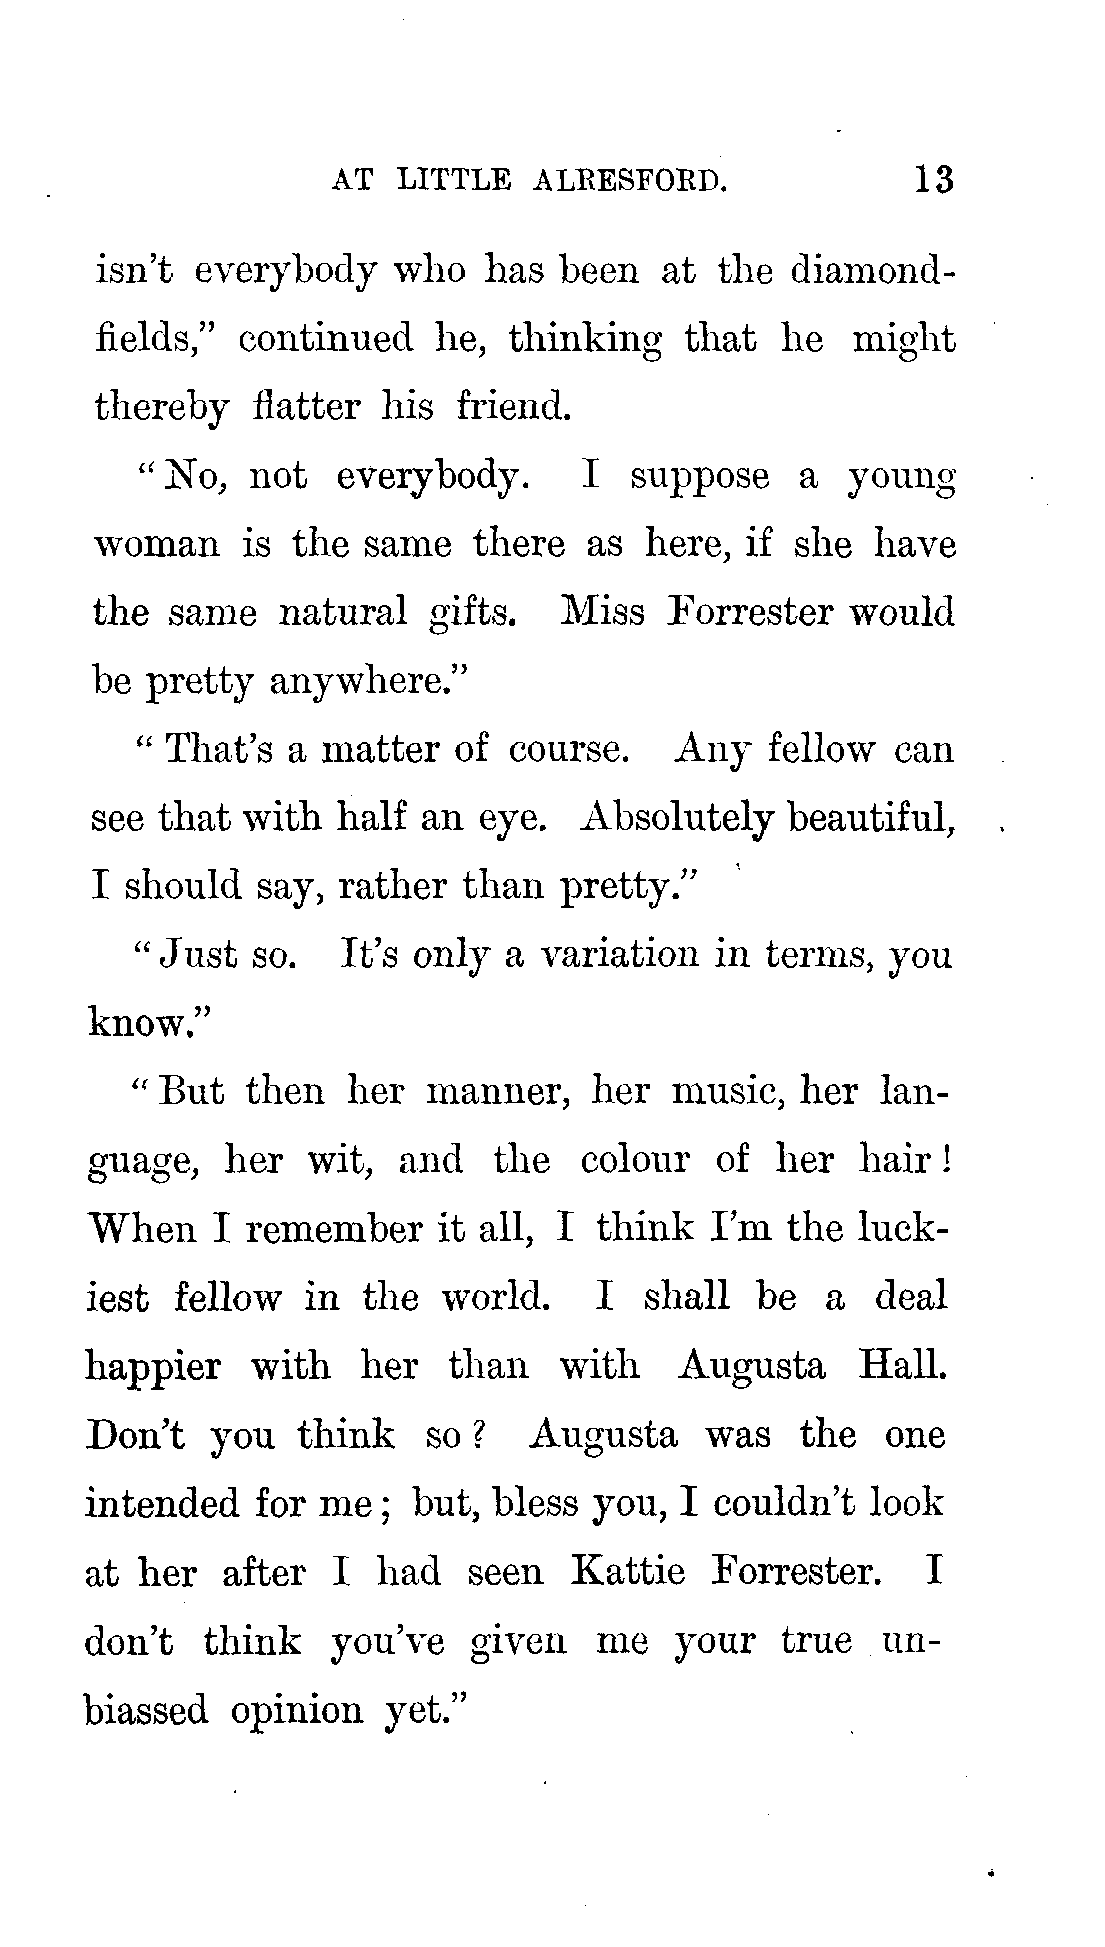 AT LITTLE ALRESFORD. 13
isn't everybody who has been at the diamond-
fields," continued he, thinking that he might
thereby flatter his friend.
"No, not everybody. I suppose a young
woman is the same there as here, if she have
the same natural gifts. Miss Forrester would
be pretty anywhere."
"That's a matter of course. Any fellow can
see that with half an eye. Absolutely beautiful,
I should say, rather than pretty."
"Just so. It's only a variation in terms, you
know."
"But then her manner, her music, her lan-
guage, her wit, and the colour of her hair!
When I remember it all, I think I'm the luck-
iest fellow in the world. I shall be a deal
happier with her than with Augusta Hall.
Don't you think so? Augusta was the one
intended for me; but, bless you, I couldn't look
at her after I had seen Kattie Forrester. I
don't think you've given me your true un-
biassed opinion yet."